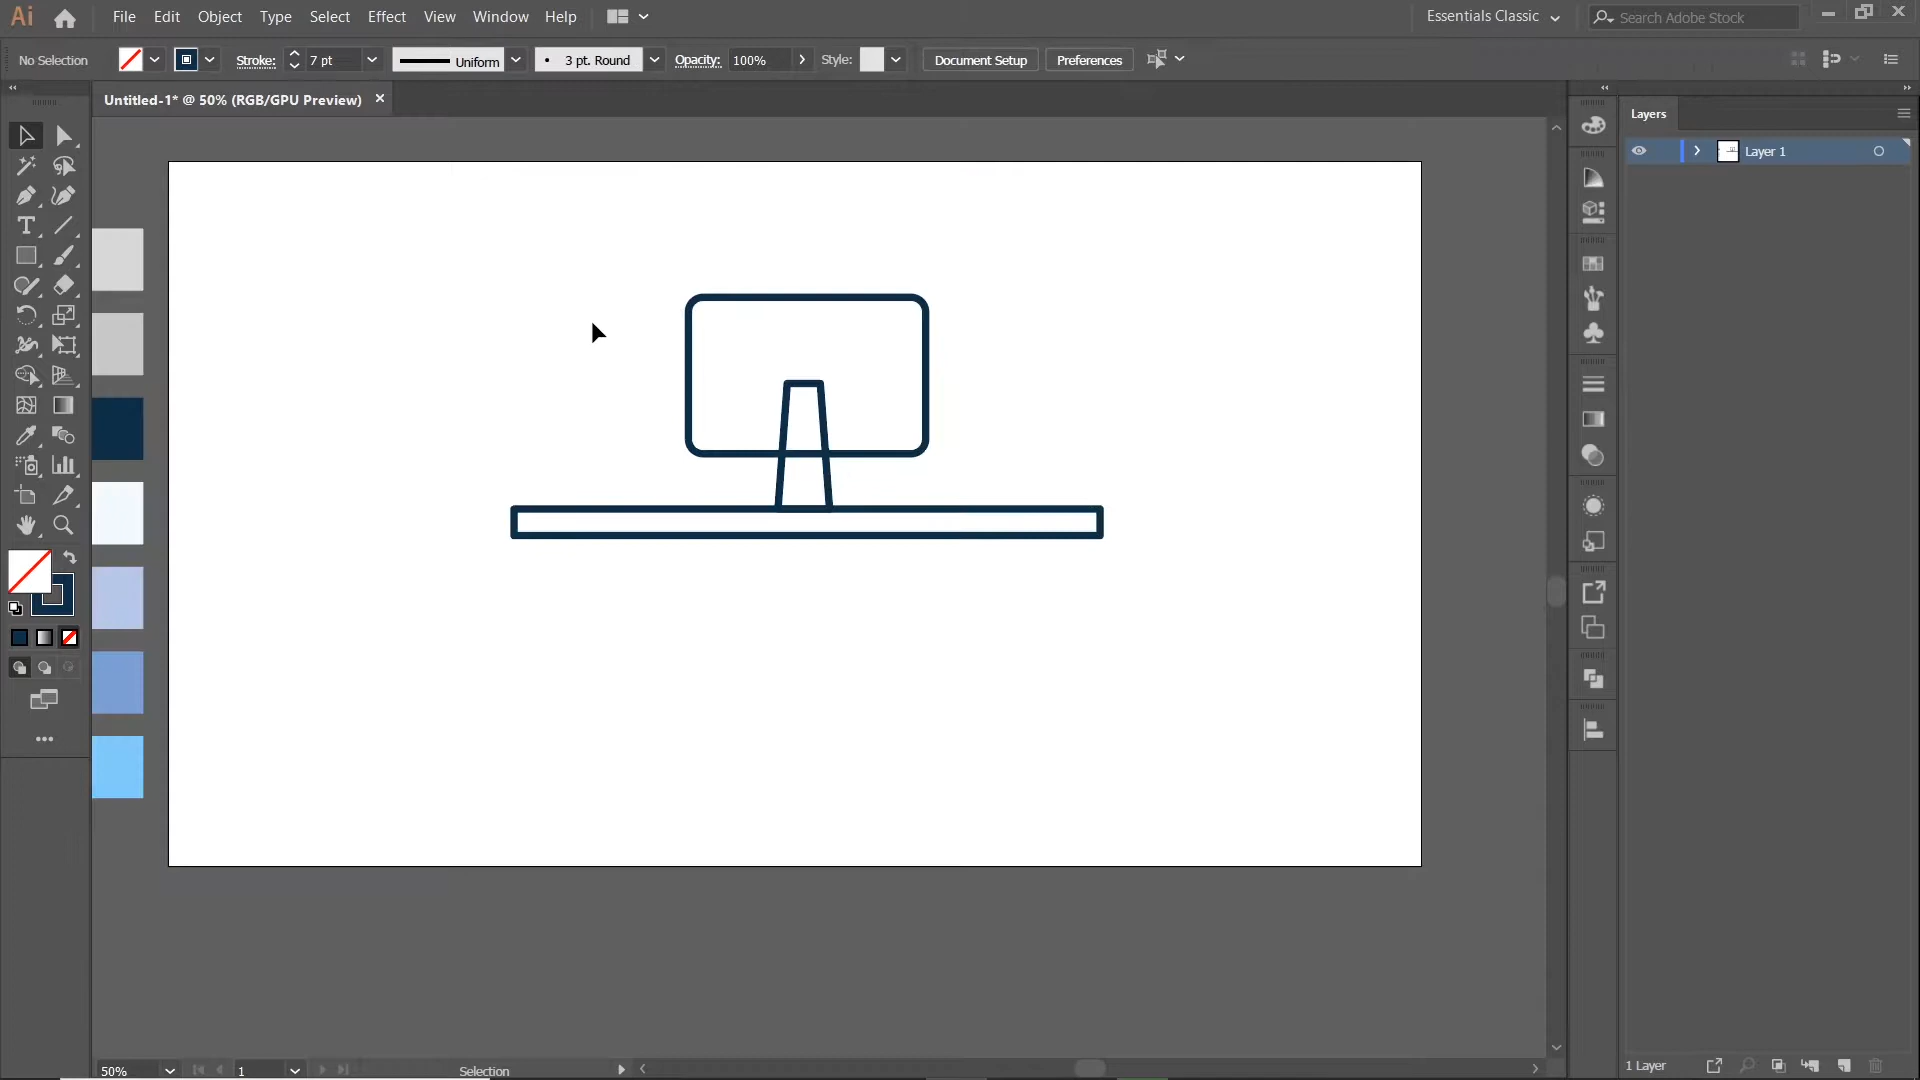 Ai File Edit Object Type Select Effect View Window Help Essentials Classic Search Adobe Stock
No Selection Stroke: 7 pt Uniform 3 pt. Round Opacity: 100% Style: Document Setup Preferences
Untitled-1* @ 50% (RGB/GPU Preview)
Layers
Layer 1
50% 1 Selection 1 Layer